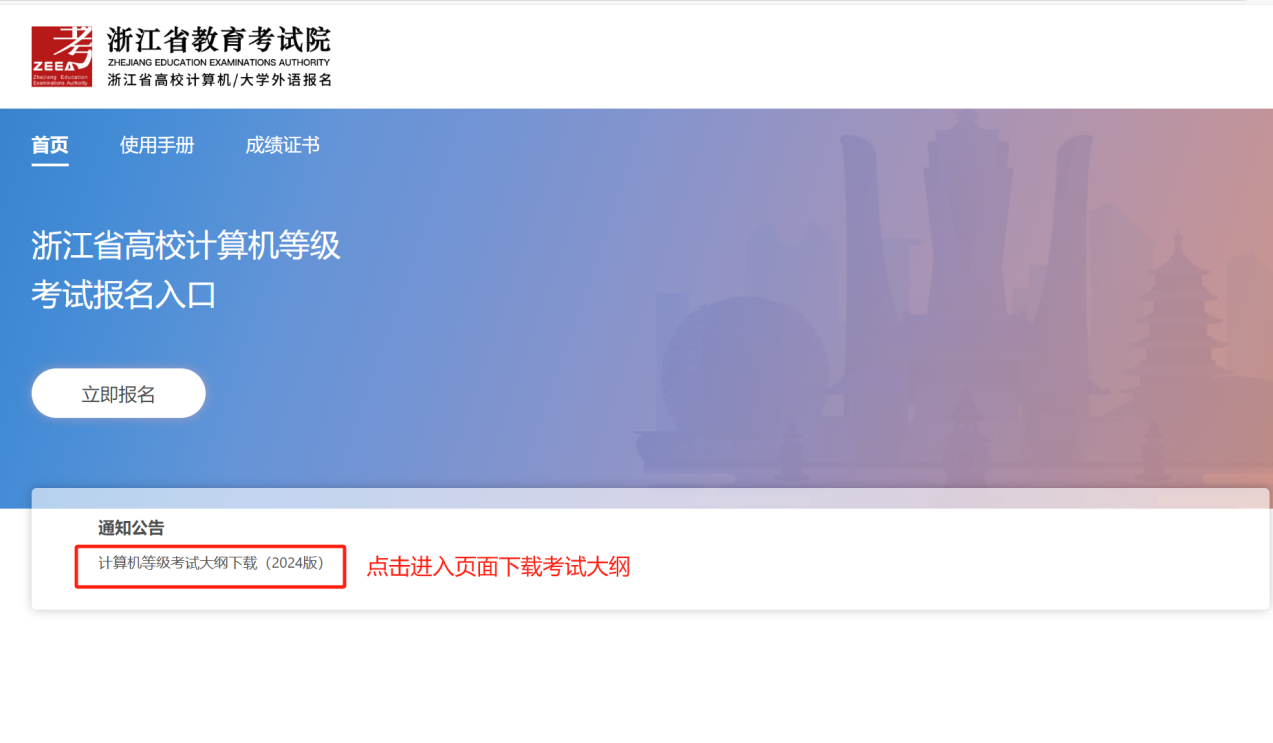 考
ZEEA
Zhejiang Education
Examinations Authority
浙江省教育考试院
ZHEJIANG EDUCATION EXAMINATIONS AUTHORITY
浙江省高校计算机/大学外语报名
首页 使用手册 成绩证书
浙江省高校计算机等级
考试报名入口
立即报名
通知公告
计算机等级考试大纲下载（2024版） 点击进入页面下载考试大纲